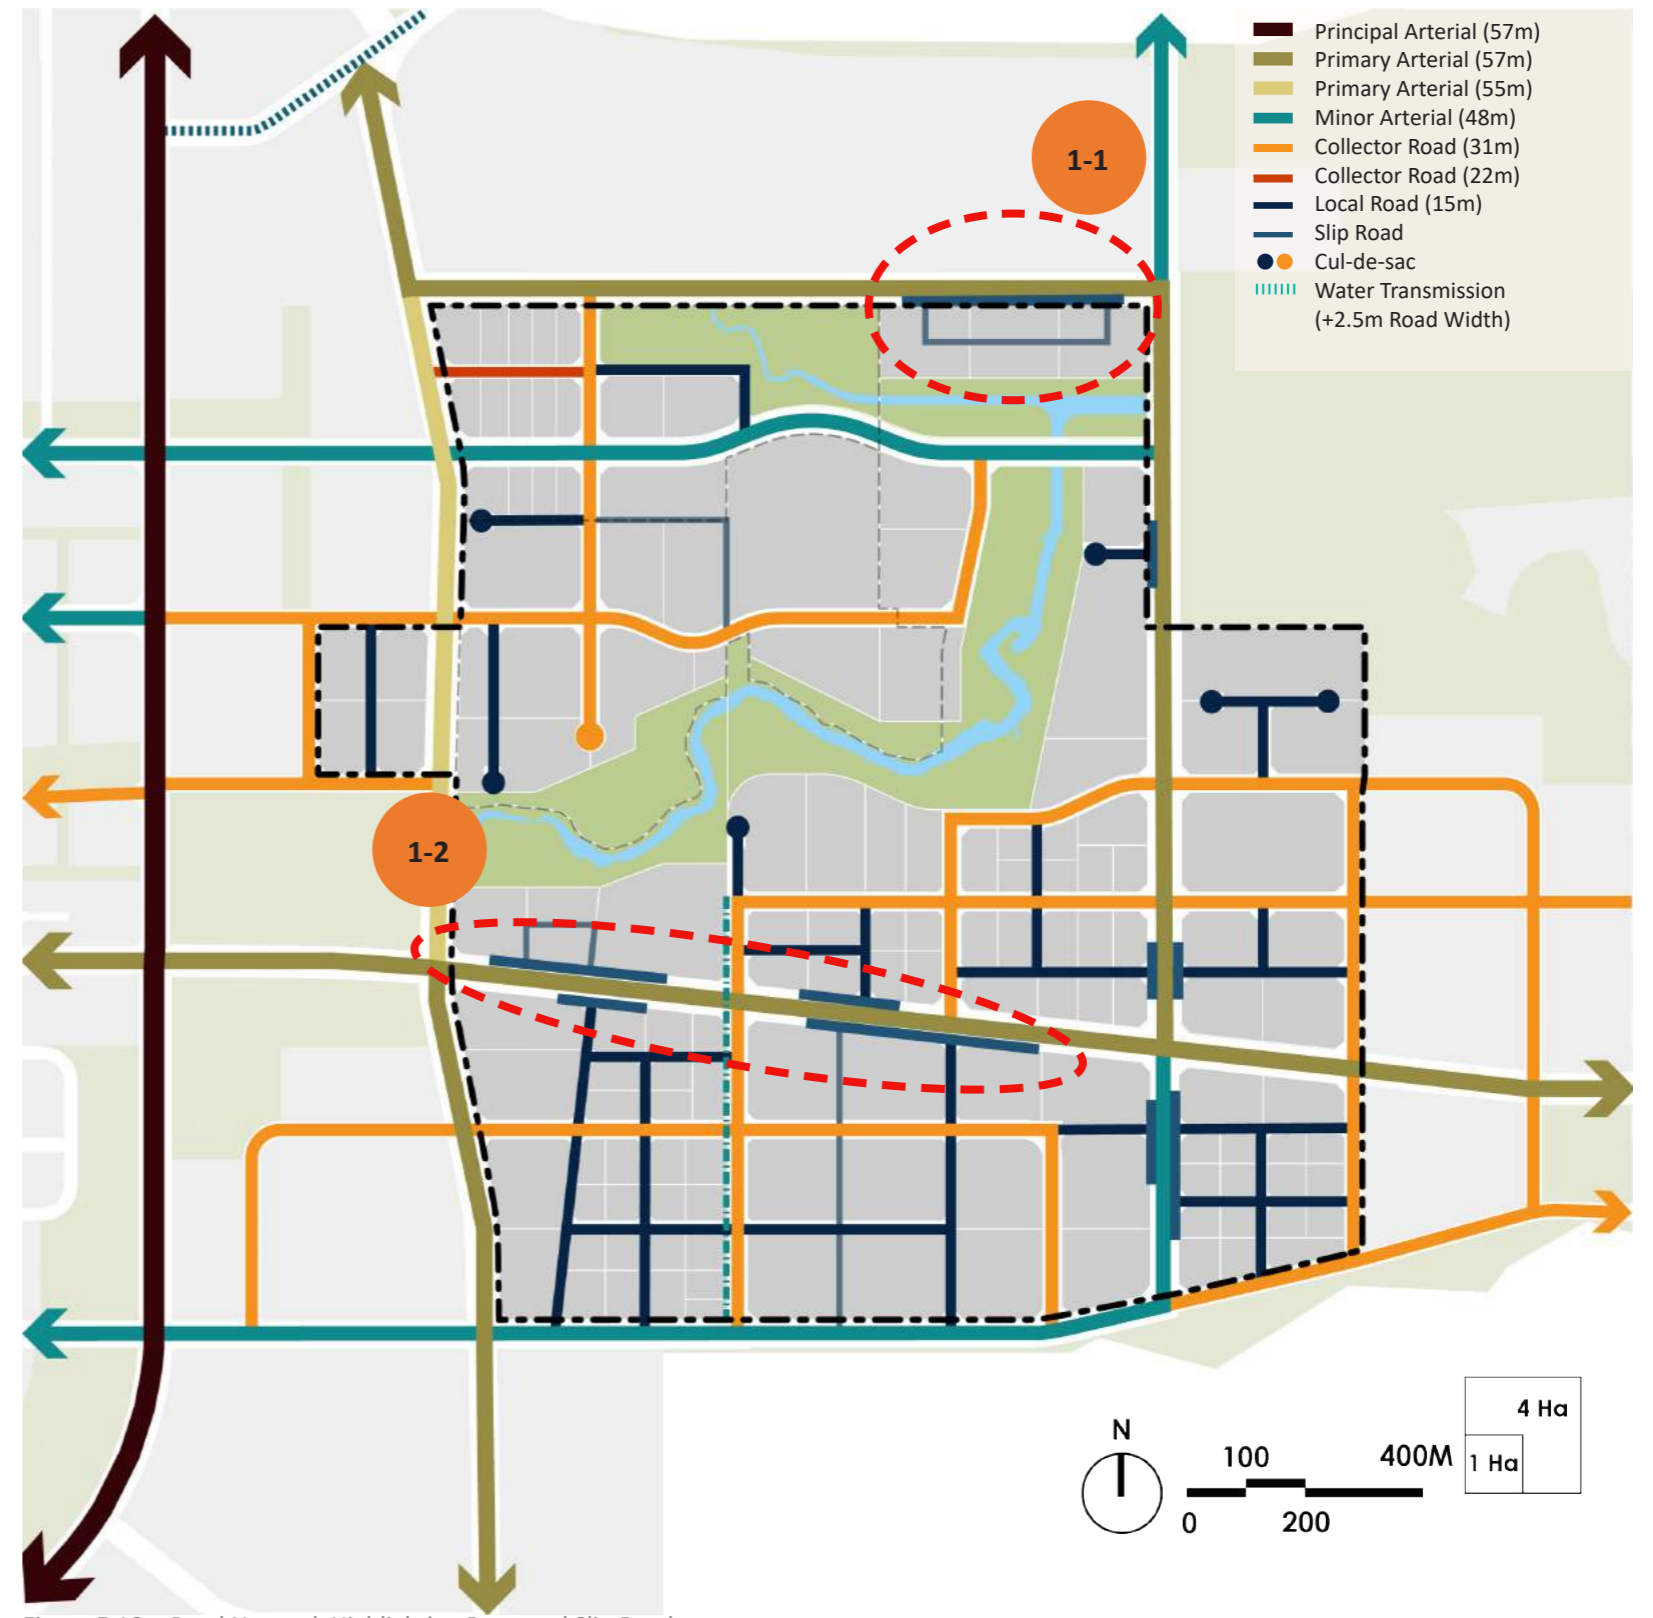 Principal Arterial (57m)
Primary Arterial (57m)
Primary Arterial (55m)
Minor Arterial (48m)
Collector Road (31m)
Collector Road (22m)
Local Road (15m)
Slip Road
Cul-de-sac
Water Transmission
(+2.5m Road Width)
1-1
1-2
N
100 400M
0 200
4 Ha
1 Ha